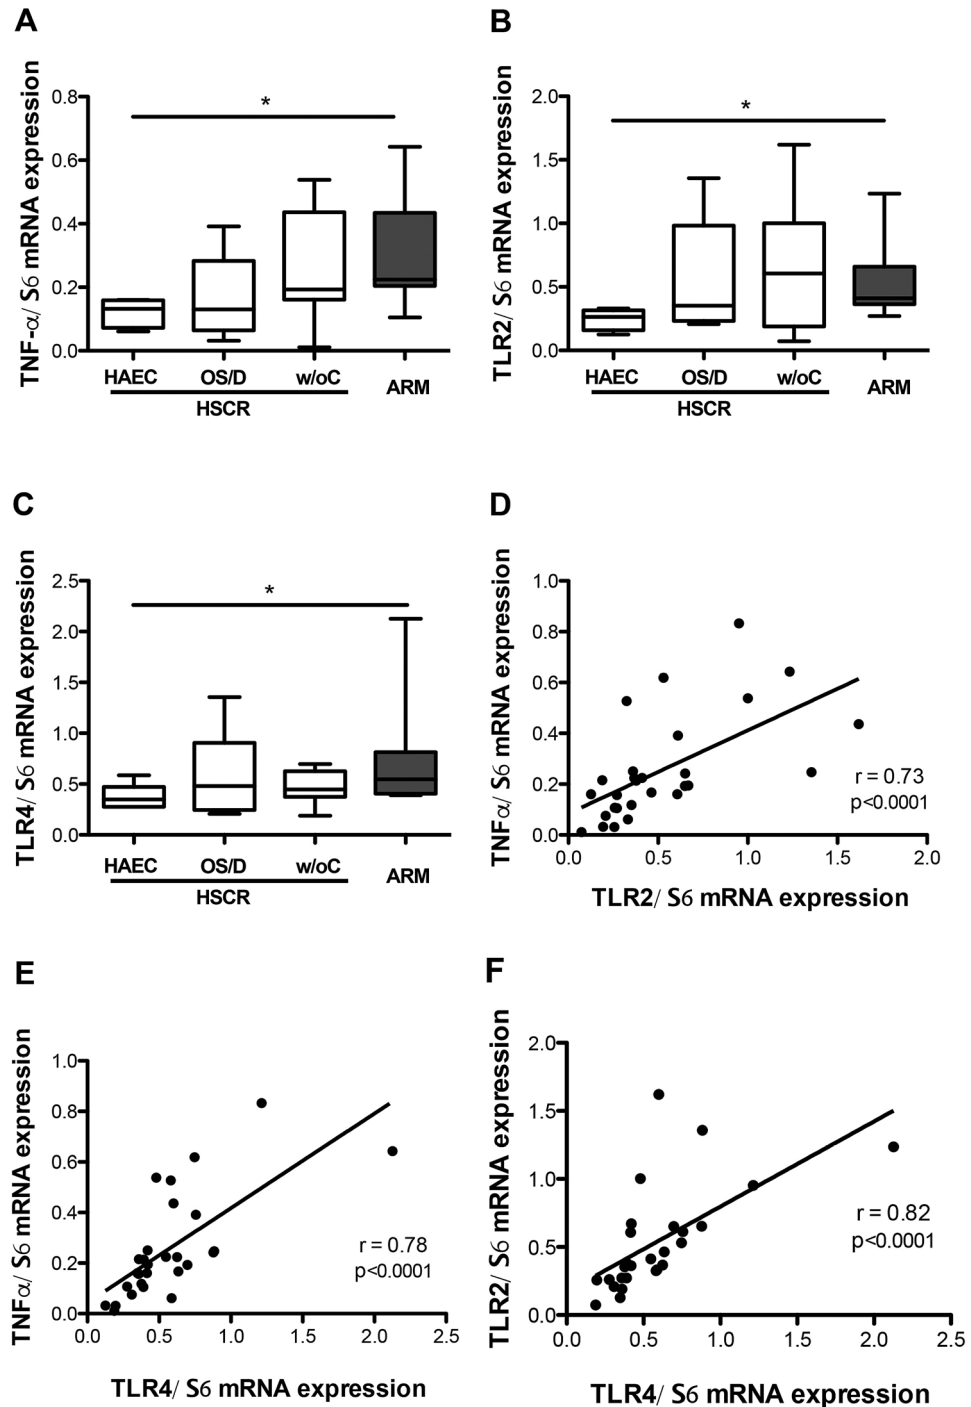 A
TNF-α/ S6 mRNA expression
0.8
0.6
0.4
0.2
0.0
*
HAEC OS/D w/oC ARM
HSCR
B
TLR2/ S6 mRNA expression
2.0
1.5
1.0
0.5
0.0
*
HAEC OS/D w/oC ARM
HSCR
C
TLR4/ S6 mRNA expression
2.5
2.0
1.5
1.0
0.5
0.0
*
HAEC OS/D w/oC ARM
HSCR
D
TNFα/ S6 mRNA expression
1.0
0.8
0.6
0.4
0.2
0.0
r = 0.73
p<0.0001
0.0 0.5 1.0 1.5 2.0
TLR2/ S6 mRNA expression
E
TNFα/ S6 mRNA expression
1.0
0.8
0.6
0.4
0.2
0.0
r = 0.78
p<0.0001
0.0 0.5 1.0 1.5 2.0 2.5
TLR4/ S6 mRNA expression
F
TLR2/ S6 mRNA expression
2.0
1.5
1.0
0.5
0.0
r = 0.82
p<0.0001
0.0 0.5 1.0 1.5 2.0 2.5
TLR4/ S6 mRNA expression